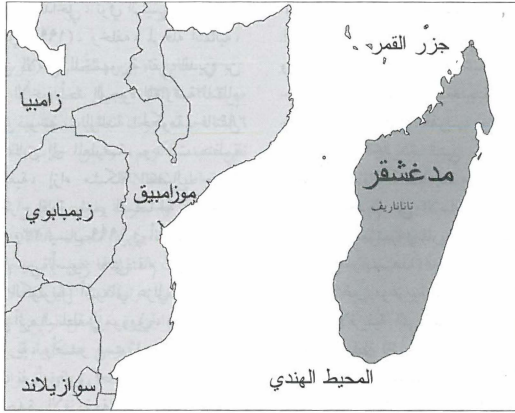 جزر القمر
زامبيا
مدغشقر
موزامبيق
تاناناريف
زيمبابوي
المحيط الهندي
سوازيلاند